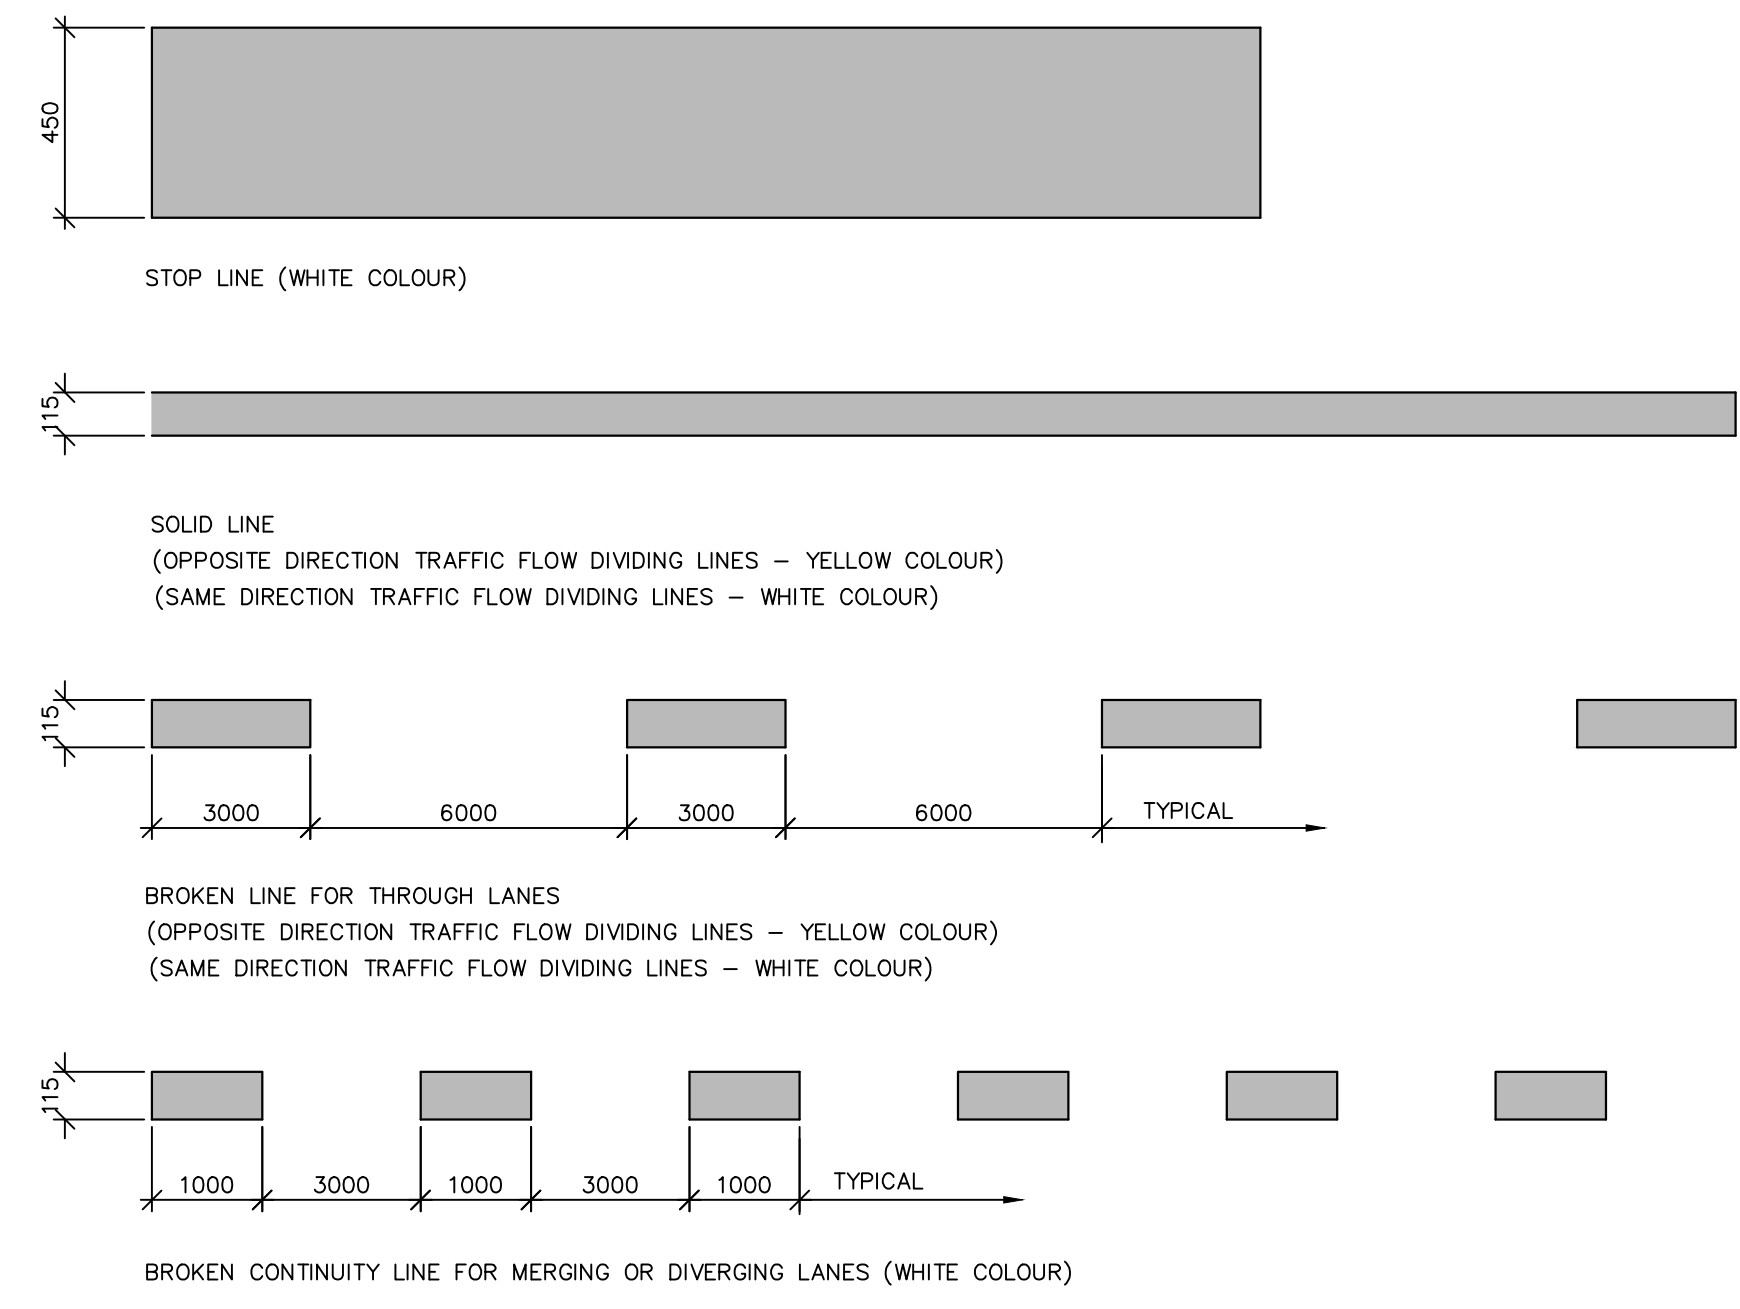 450
STOP LINE (WHITE COLOUR)
115
SOLID LINE
(OPPOSITE DIRECTION TRAFFIC FLOW DIVIDING LINES – YELLOW COLOUR)
(SAME DIRECTION TRAFFIC FLOW DIVIDING LINES – WHITE COLOUR)
115
3000 6000 3000 6000 TYPICAL
BROKEN LINE FOR THROUGH LANES
(OPPOSITE DIRECTION TRAFFIC FLOW DIVIDING LINES – YELLOW COLOUR)
(SAME DIRECTION TRAFFIC FLOW DIVIDING LINES – WHITE COLOUR)
115
1000 3000 1000 3000 1000 TYPICAL
BROKEN CONTINUITY LINE FOR MERGING OR DIVERGING LANES (WHITE COLOUR)